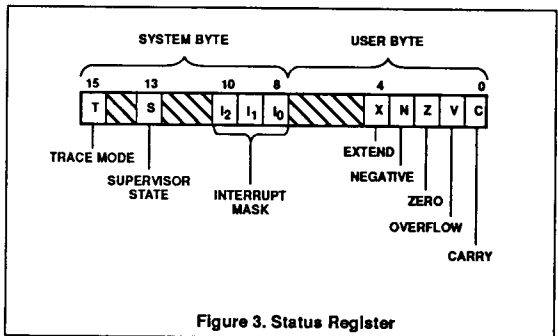 SYSTEM BYTE USER BYTE
15 13 10 8 4 0
T S I2 I1 I0 X N Z V C
TRACE MODE
SUPERVISOR
STATE
INTERRUPT
MASK
EXTEND
NEGATIVE
ZERO
OVERFLOW
CARRY
Figure 3. Status Register